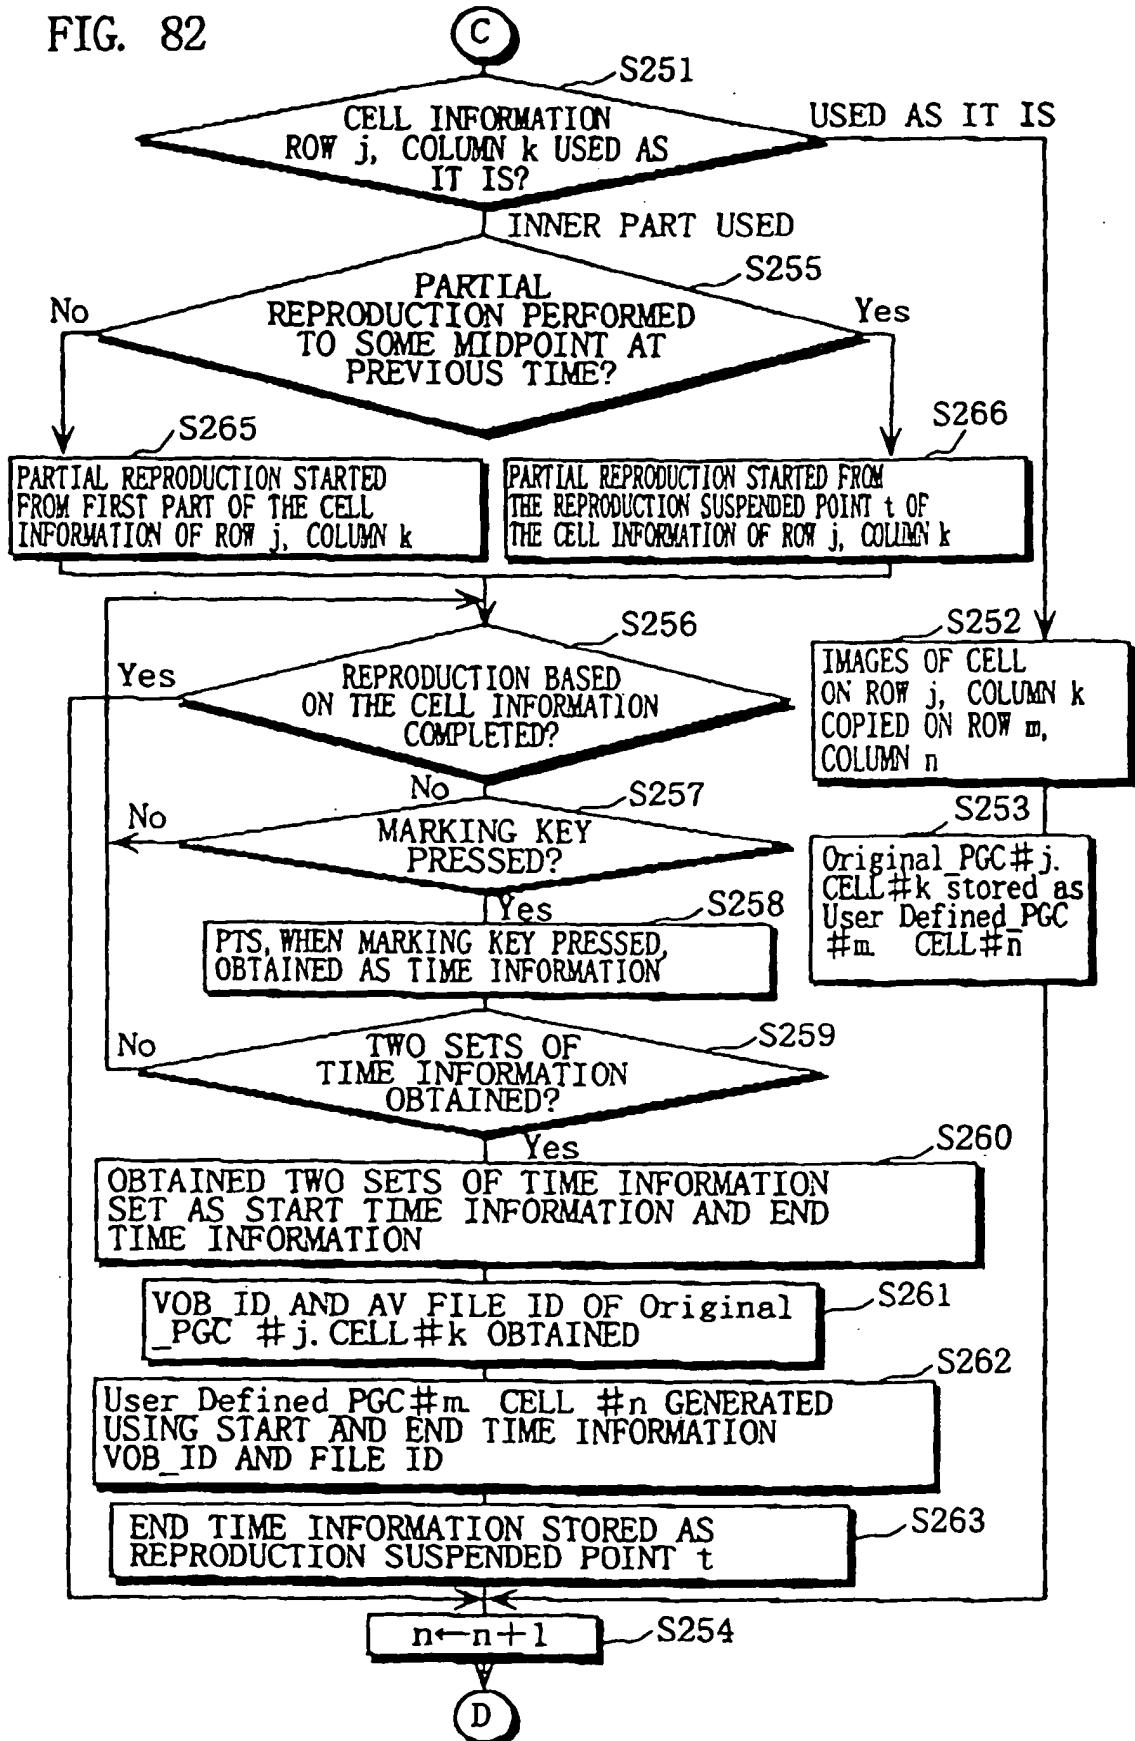 FIG. 82
C
S251
CELL INFORMATION
ROW j, COLUMN k USED AS
IT IS?
USED AS IT IS
INNER PART USED
S255
PARTIAL
REPRODUCTION PERFORMED
TO SOME MIDPOINT AT
PREVIOUS TIME?
No
Yes
S265
PARTIAL REPRODUCTION STARTED
FROM FIRST PART OF THE CELL
INFORMATION OF ROW j, COLUMN k
S266
PARTIAL REPRODUCTION STARTED FROM
THE REPRODUCTION SUSPENDED POINT t OF
THE CELL INFORMATION OF ROW j, COLUMN k
S256
Yes
REPRODUCTION BASED
ON THE CELL INFORMATION
COMPLETED?
No
S252
IMAGES OF CELL
ON ROW j, COLUMN k
COPIED ON ROW m,
COLUMN n
S257
No
MARKING KEY
PRESSED?
Yes
S253
Original_PGC#j.
CELL#k stored as
User Defined_PGC
#m. CELL#n
S258
PTS, WHEN MARKING KEY PRESSED,
OBTAINED AS TIME INFORMATION
S259
No
TWO SETS OF
TIME INFORMATION
OBTAINED?
Yes
S260
OBTAINED TWO SETS OF TIME INFORMATION
SET AS START TIME INFORMATION AND END
TIME INFORMATION
S261
VOB_ID AND AV FILE ID OF Original
_PGC #j. CELL#k OBTAINED
S262
User Defined_PGC#m. CELL #n GENERATED
USING START AND END TIME INFORMATION
VOB_ID AND FILE ID
S263
END TIME INFORMATION STORED AS
REPRODUCTION SUSPENDED POINT t
n←n+1
S254
D